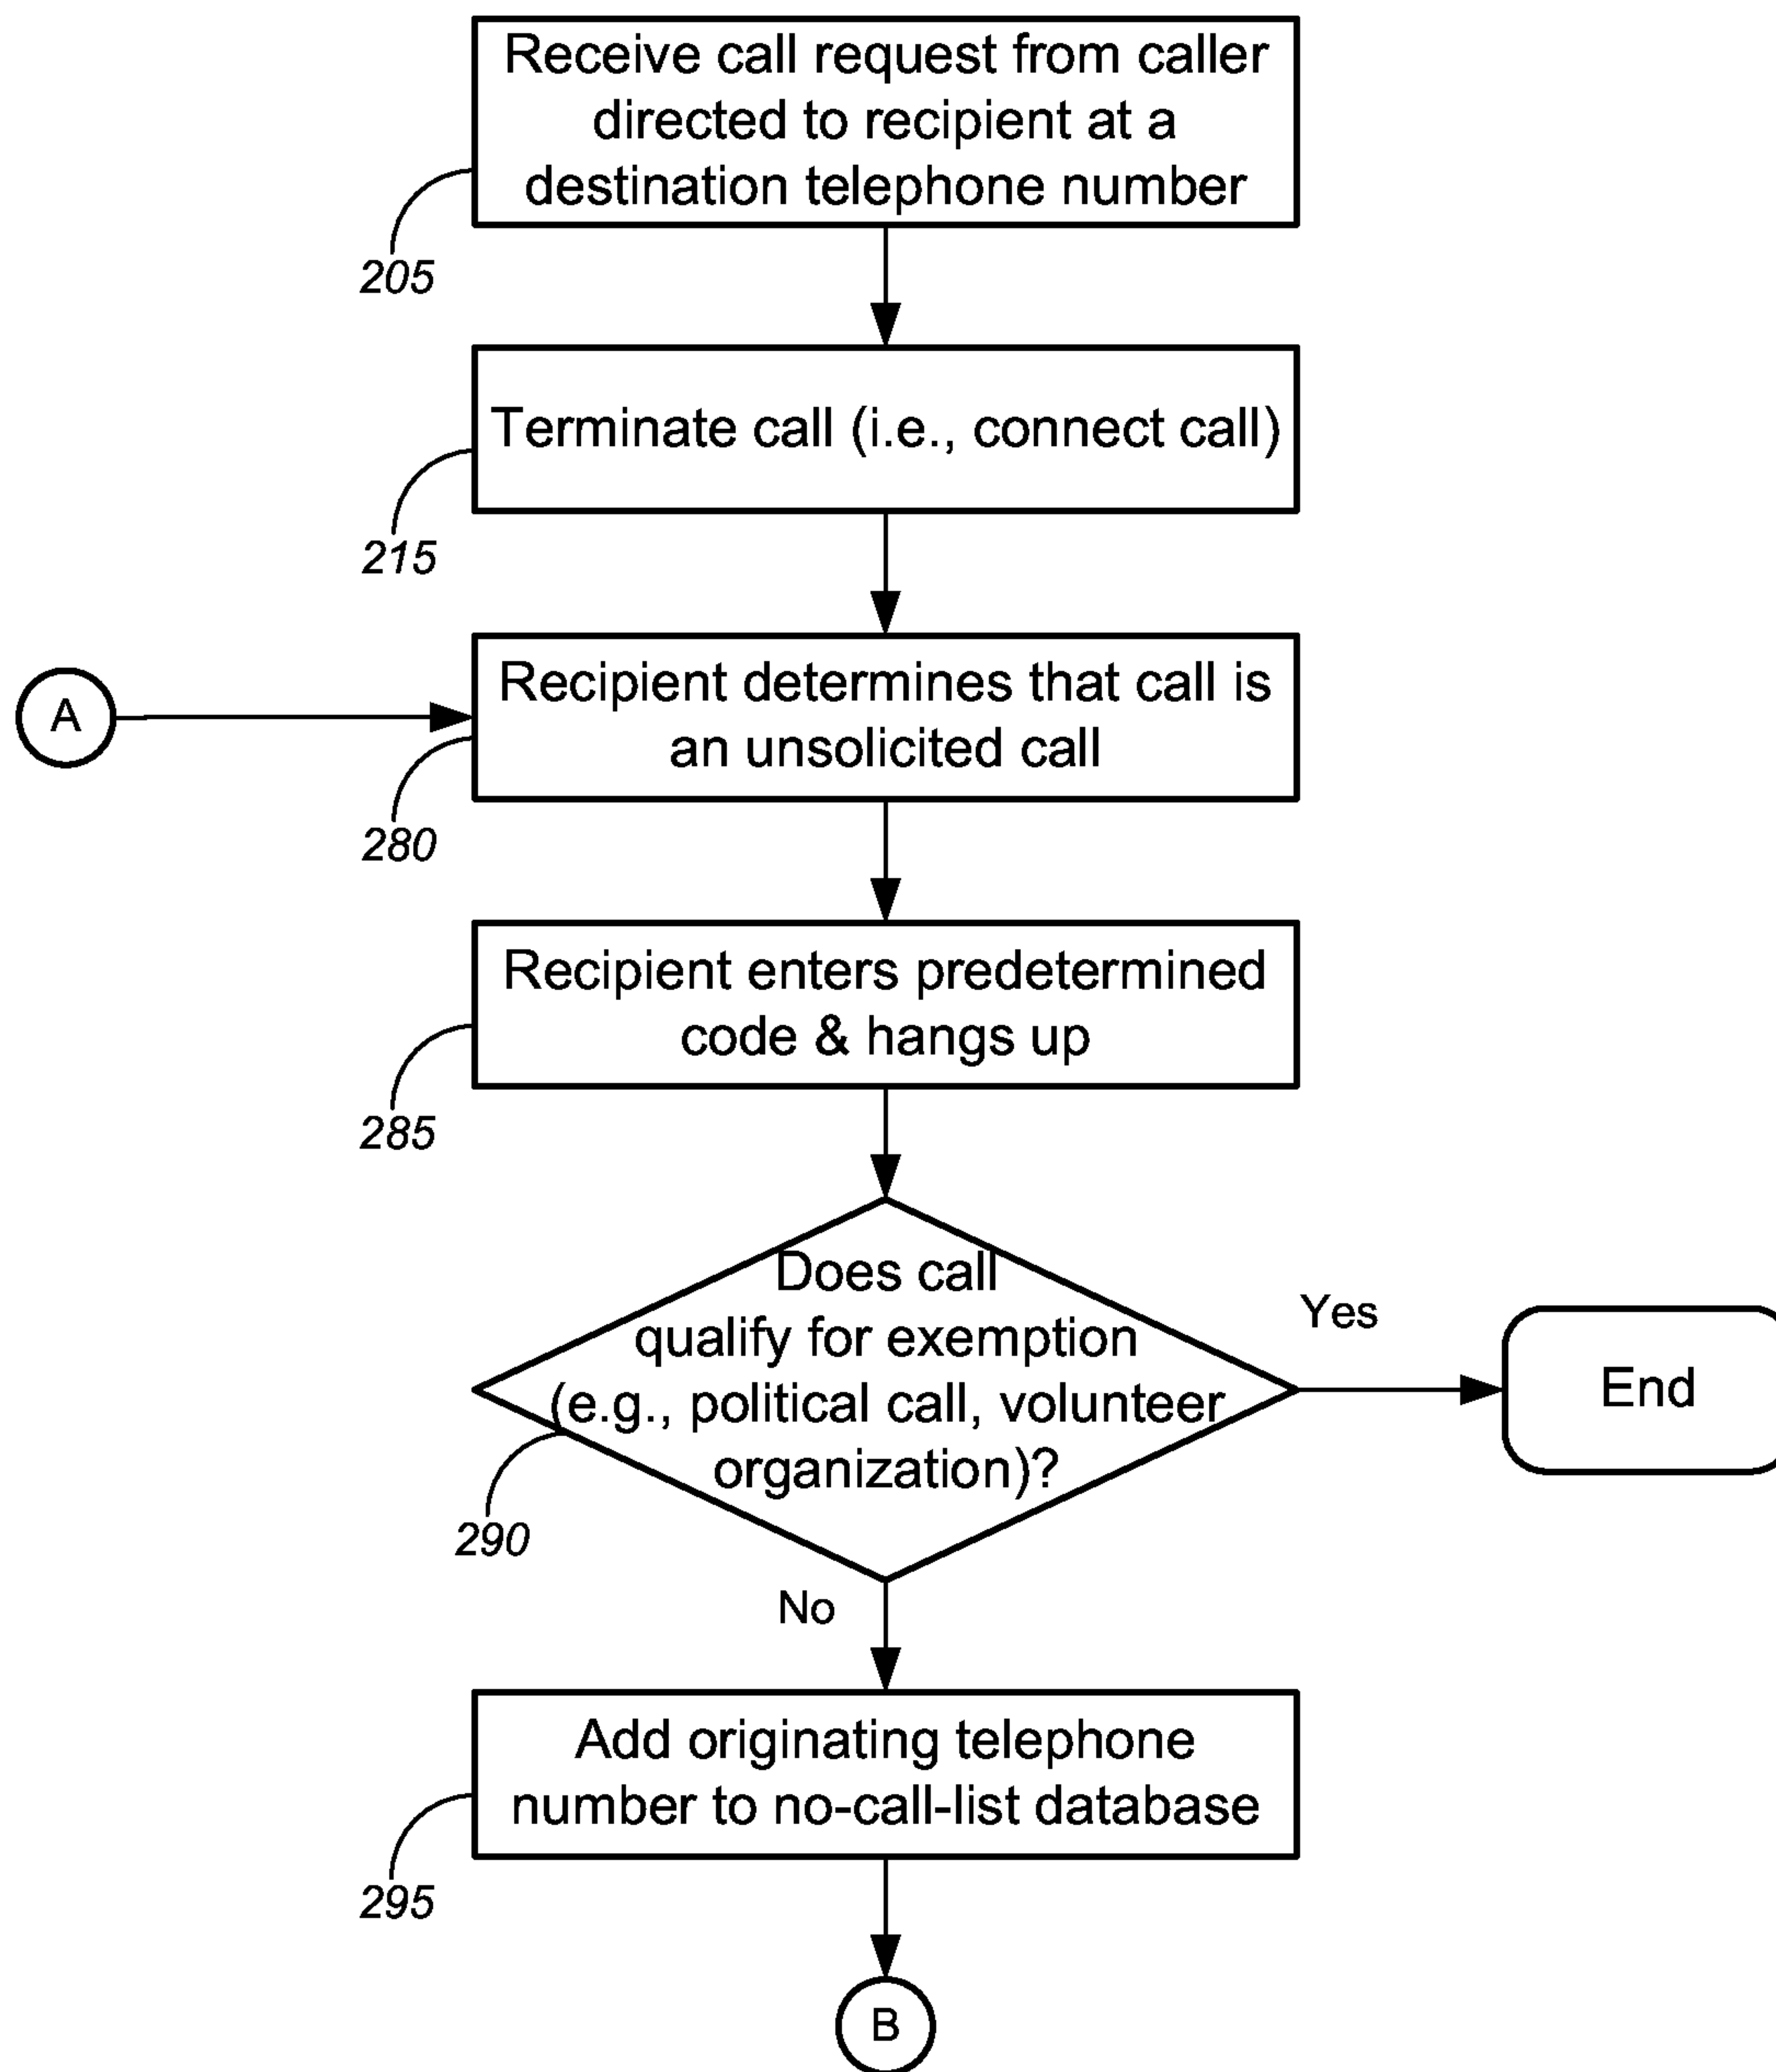 Receive call request from caller
directed to recipient at a
destination telephone number
205
Terminate call (i.e., connect call)
215
A
Recipient determines that call is
an unsolicited call
280
Recipient enters predetermined
code & hangs up
285
Does call
qualify for exemption
(e.g., political call, volunteer
organization)?
290
Yes
End
No
Add originating telephone
number to no-call-list database
295
B